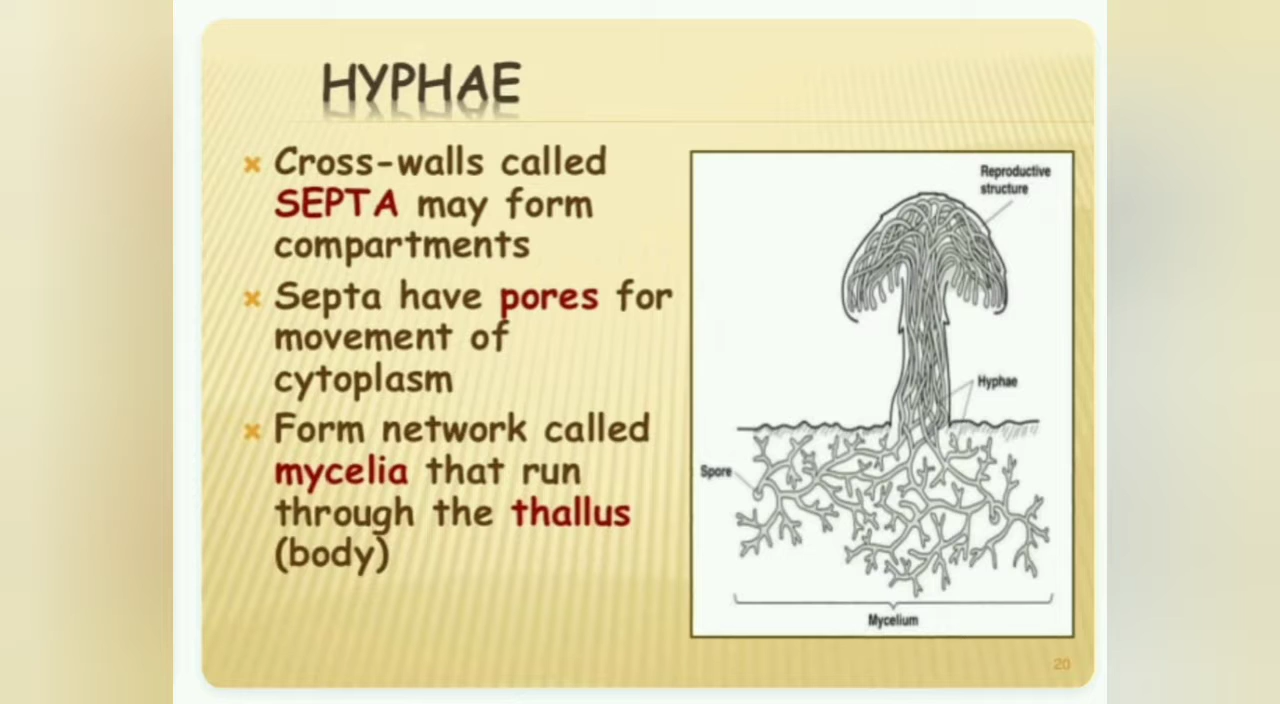 HYPHAE
Cross-walls called
SEPTA may form
compartments
Septa have pores for
movement of
cytoplasm
Form network called
mycelia that run
through the thallus
(body)
Reproductive
structure
Hyphae
Spore
Mycelium
20